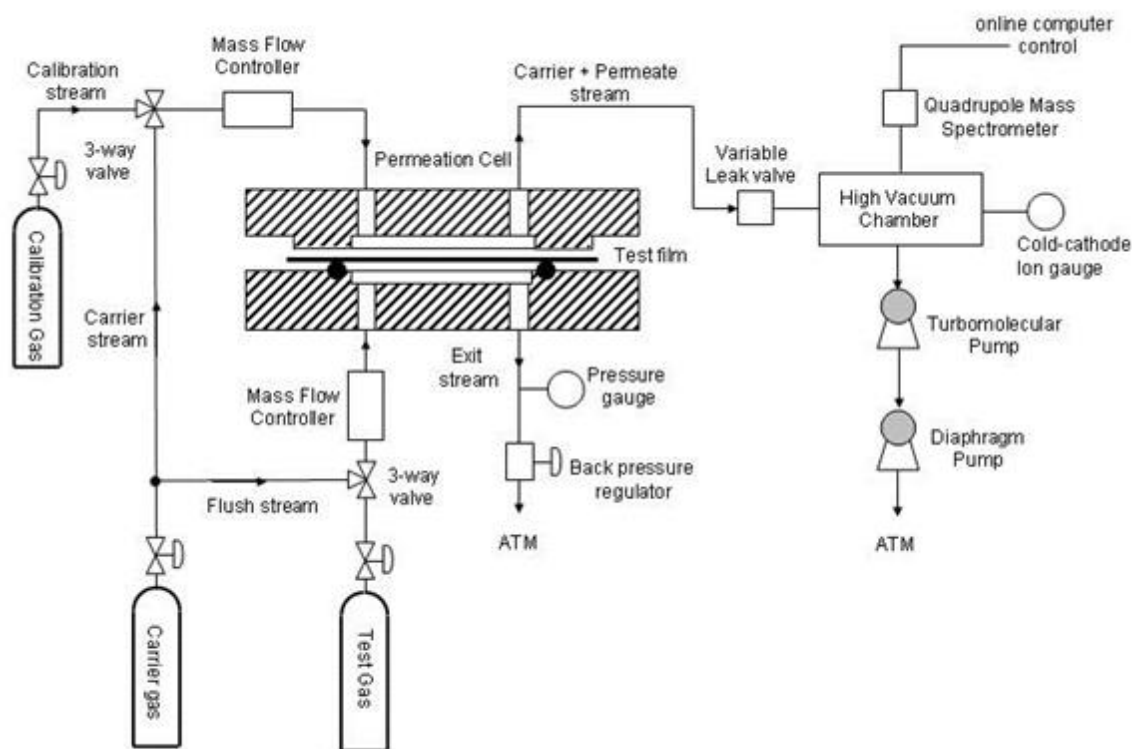 online computer
control
Mass Flow
Controller
Calibration
stream
Carrier + Permeate
stream
Quadrupole Mass
Spectrometer
3-way
valve
Permeation Cell
Variable
Leak valve
High Vacuum
Chamber
Cold-cathode
Ion gauge
Test film
Calibration Gas
Carrier
stream
Exit
stream
Pressure
gauge
Turbomolecular
Pump
Mass Flow
Controller
3-way
valve
Back pressure
regulator
Diaphragm
Pump
Flush stream
ATM
ATM
Carrier gas
Test Gas